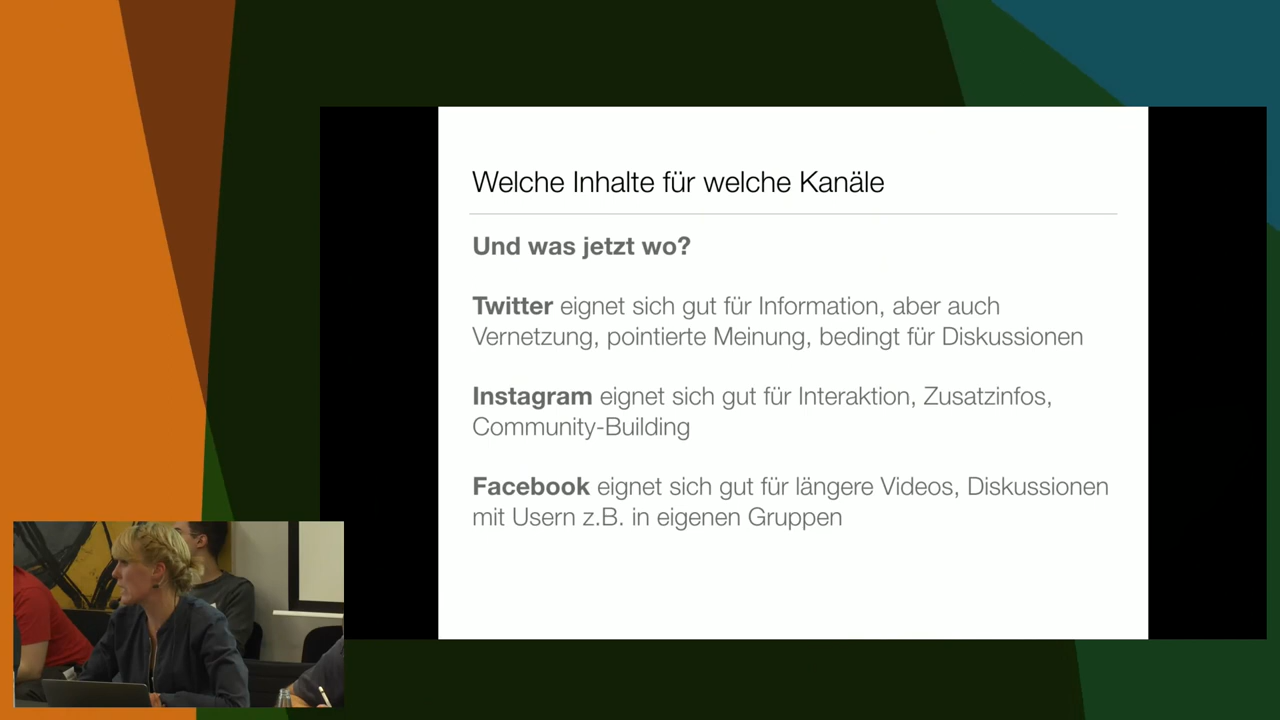 Welche Inhalte für welche Kanäle
Und was jetzt wo?
Twitter eignet sich gut für Information, aber auch
Vernetzung, pointierte Meinung, bedingt für Diskussionen
Instagram eignet sich gut für Interaktion, Zusatzinfos,
Community-Building
Facebook eignet sich gut für längere Videos, Diskussionen
mit Usern z.B. in eigenen Gruppen